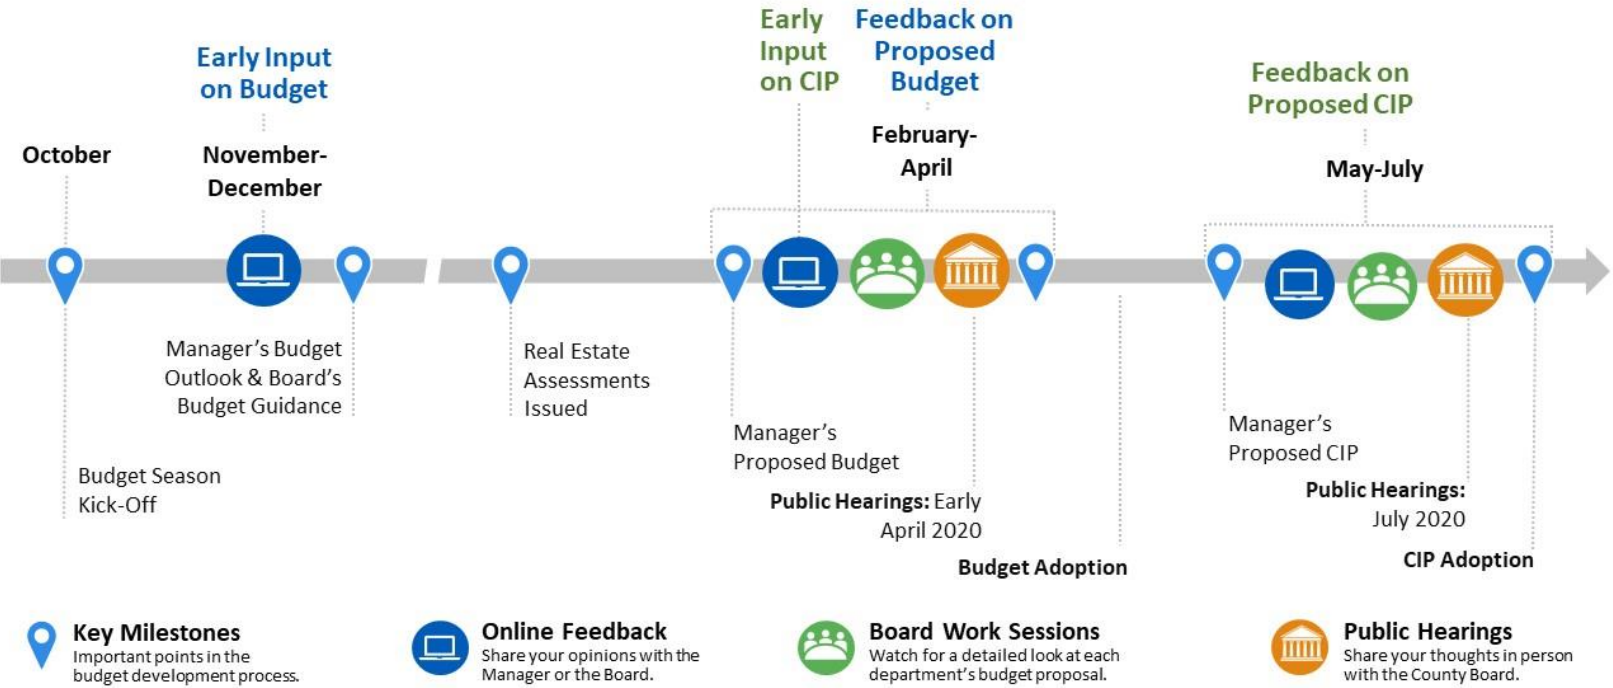 Early Input
on Budget
Early
Input
on CIP
Feedback on
Proposed
Budget
Feedback on
Proposed CIP
October
November-
December
February-
April
May-July
Manager's Budget
Outlook & Board's
Budget Guidance
Real Estate
Assessments
Issued
Budget Season
Kick-Off
Manager's
Proposed Budget
Public Hearings: Early
April 2020
Budget Adoption
Manager's
Proposed CIP
Public Hearings:
July 2020
CIP Adoption
Key Milestones
Important points in the
budget development process.
Online Feedback
Share your opinions with the
Manager or the Board.
Board Work Sessions
Watch for a detailed look at each
department's budget proposal.
Public Hearings
Share your thoughts in person
with the County Board.